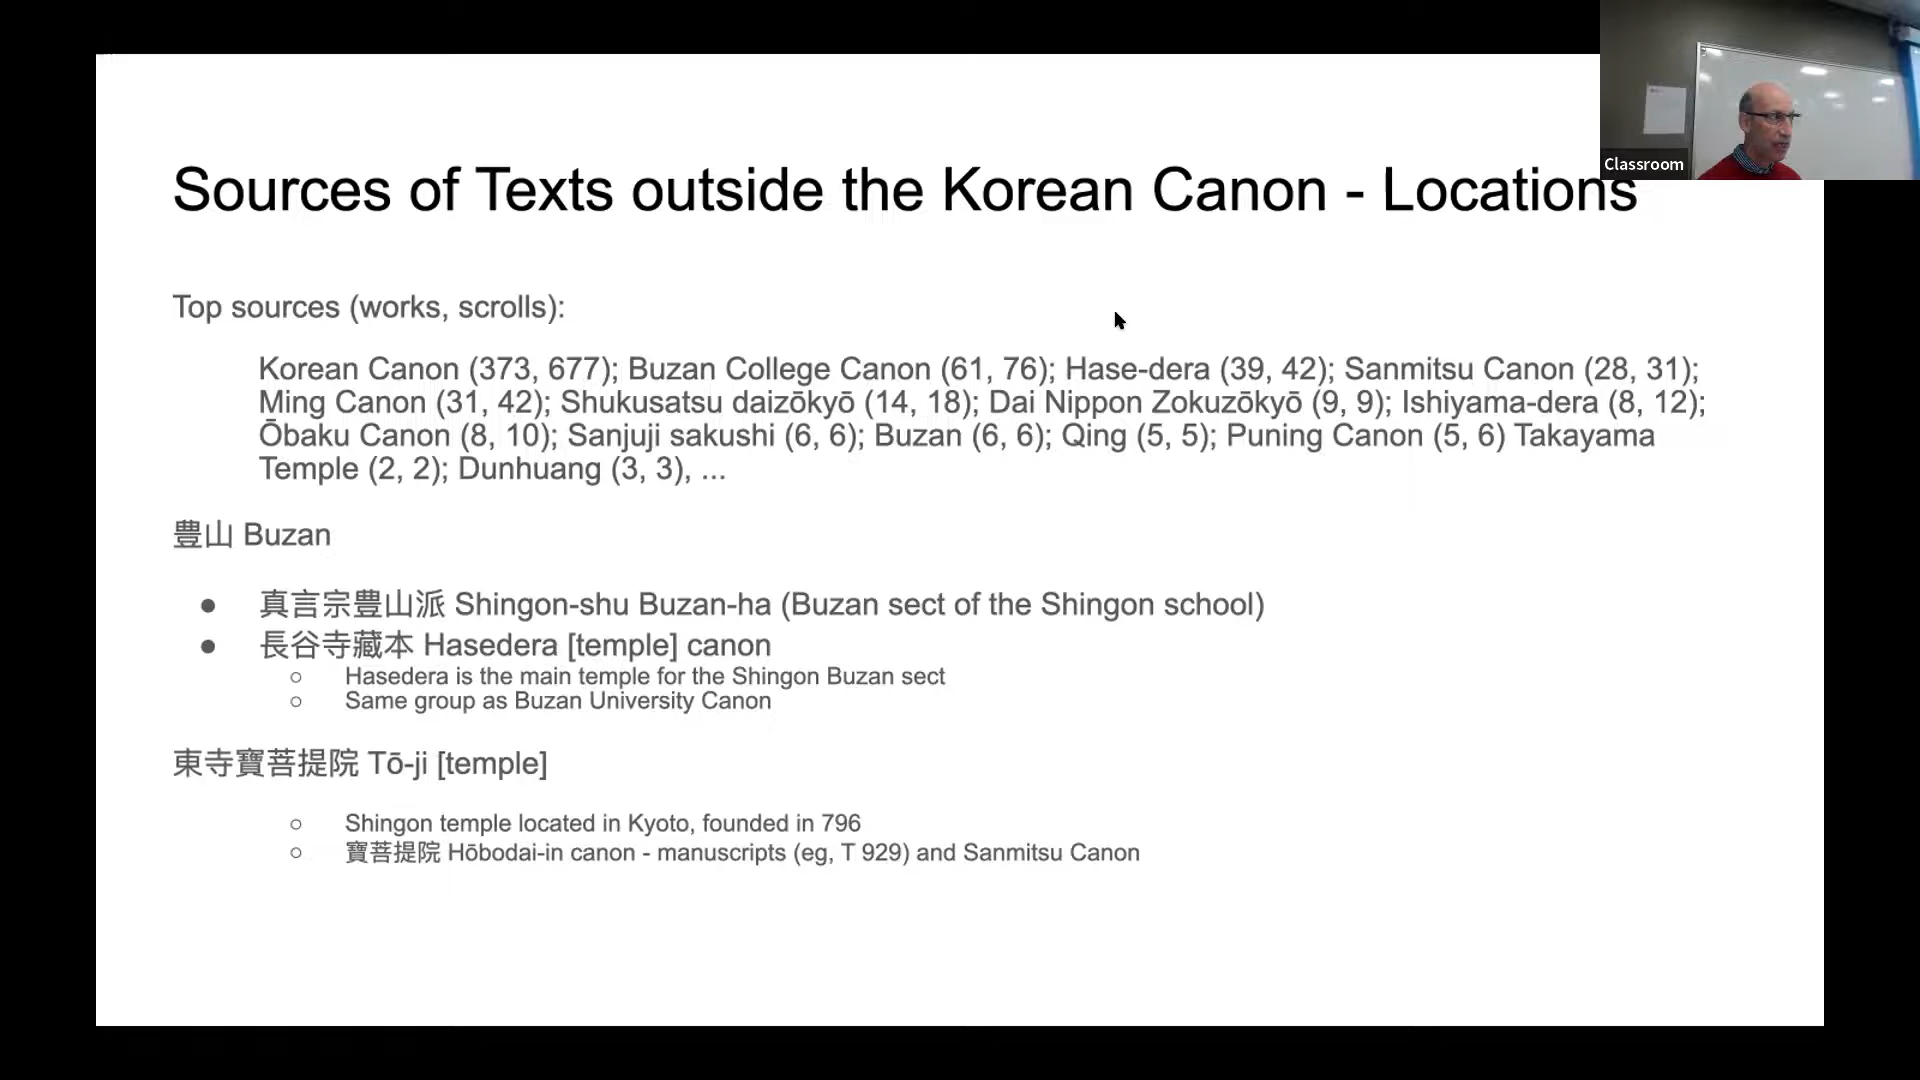 Classroom
Sources of Texts outside the Korean Canon - Locations
Top sources (works, scrolls):
Korean Canon (373, 677); Buzan College Canon (61, 76); Hase-dera (39, 42); Sanmitsu Canon (28, 31);
Ming Canon (31, 42); Shukusatsu daizōkyō (14, 18); Dai Nippon Zokuzōkyō (9, 9); Ishiyama-dera (8, 12);
Ōbaku Canon (8, 10); Sanjuji sakushi (6, 6); Buzan (6, 6); Qing (5, 5); Puning Canon (5, 6) Takayama
Temple (2, 2); Dunhuang (3, 3), ...
豊山 Buzan
● 真言宗豊山派 Shingon-shu Buzan-ha (Buzan sect of the Shingon school)
● 長谷寺藏本 Hasedera [temple] canon
○ Hasedera is the main temple for the Shingon Buzan sect
○ Same group as Buzan University Canon
東寺寶菩提院 Tō-ji [temple]
○ Shingon temple located in Kyoto, founded in 796
○ 寶菩提院 Hōbodai-in canon - manuscripts (eg, T 929) and Sanmitsu Canon